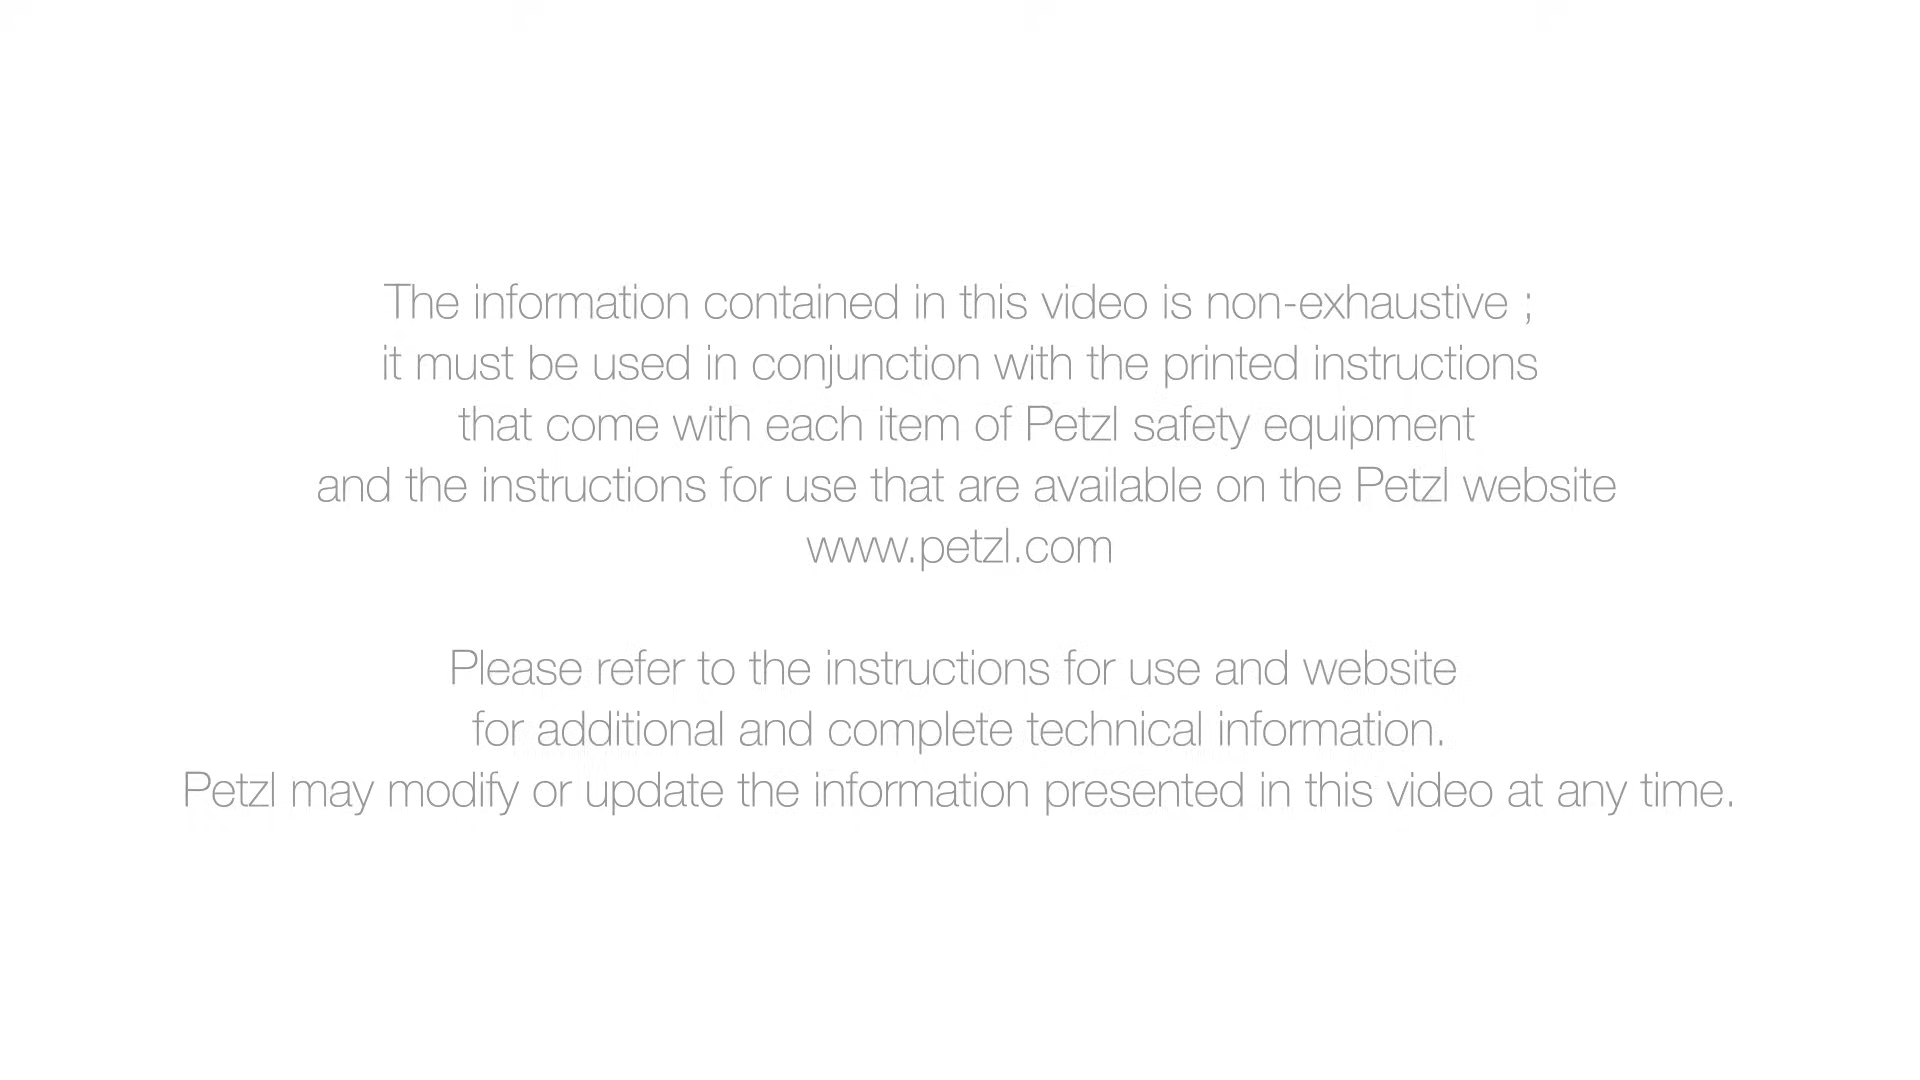 The information contained in this video is non-exhaustive ;
it must be used in conjunction with the printed instructions
that come with each item of Petzl safety equipment
and the instructions for use that are available on the Petzl website
www.petzl.com
Please refer to the instructions for use and website
for additional and complete technical information.
Petzl may modify or update the information presented in this video at any time.